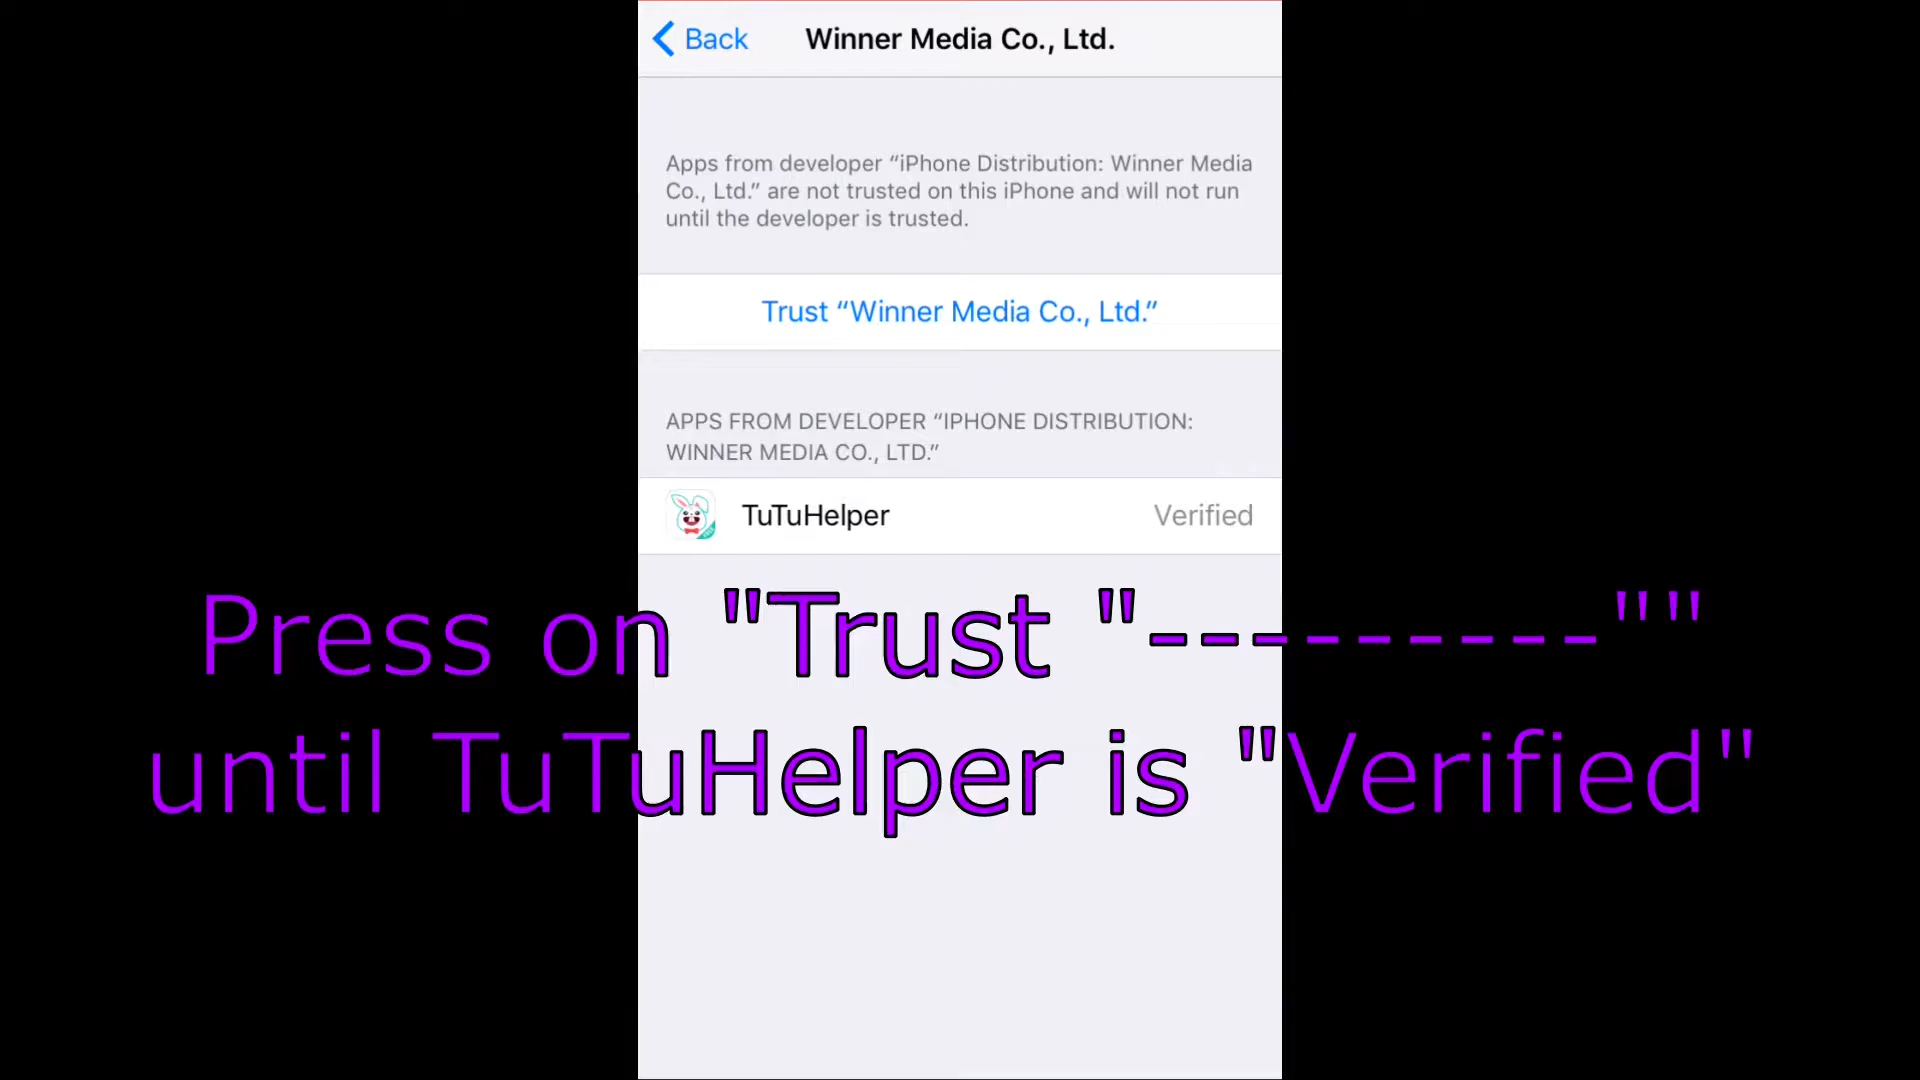 Back
Winner Media Co., Ltd.
Apps from developer “iPhone Distribution: Winner Media
Co., Ltd.” are not trusted on this iPhone and will not run
until the developer is trusted.
Trust “Winner Media Co., Ltd.”
APPS FROM DEVELOPER “IPHONE DISTRIBUTION:
WINNER MEDIA CO., LTD.”
TuTuHelper
Verified
Press on "Trust "---------""
until TuTuHelper is "Verified"